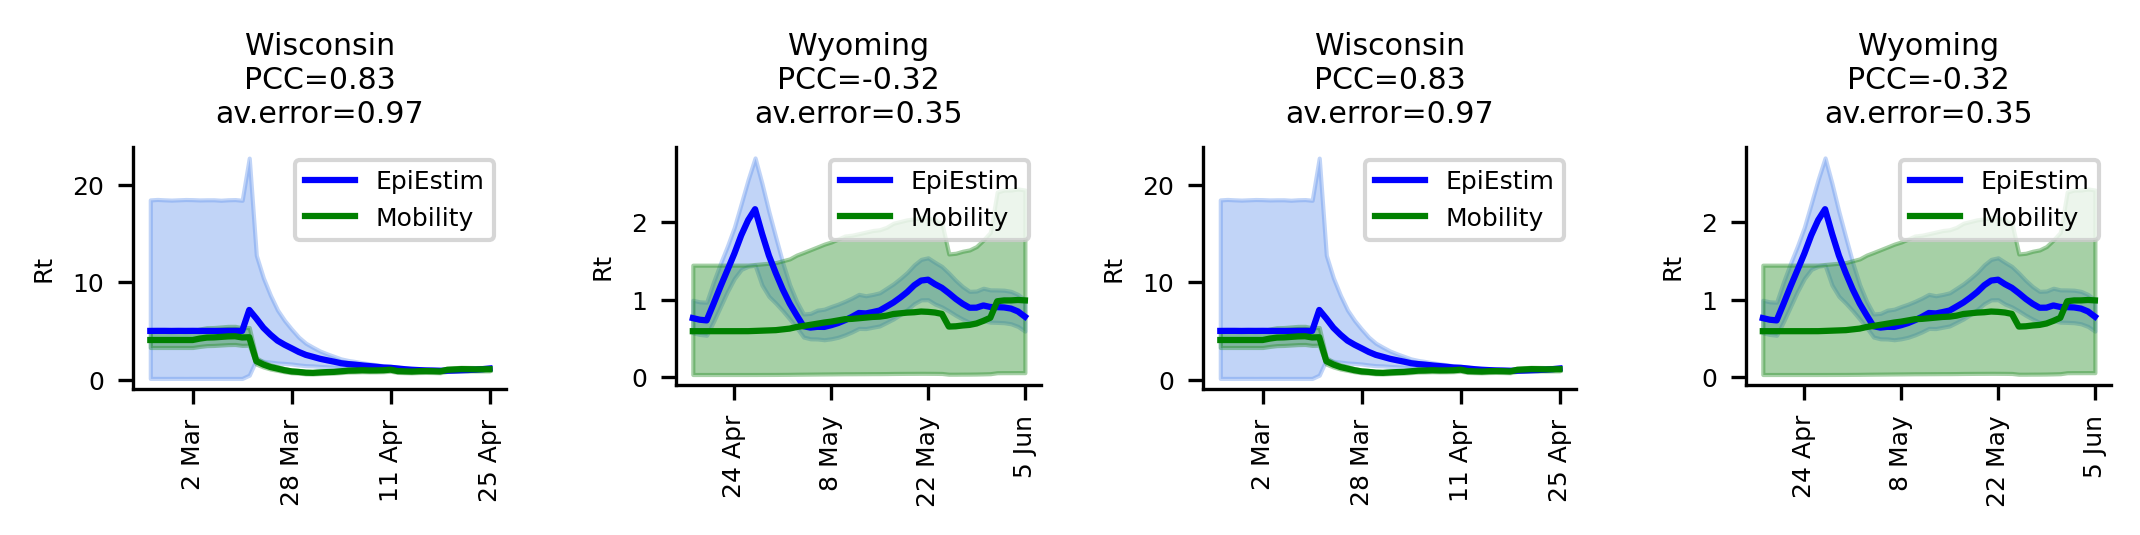 Wisconsin
PCC=0.83
av.error=0.97
20
10
0
Rt
EpiEstim
Mobility
2 Mar
28 Mar
11 Apr
25 Apr
Wyoming
PCC=-0.32
av.error=0.35
2
1
0
Rt
EpiEstim
Mobility
24 Apr
8 May
22 May
5 Jun
Wisconsin
PCC=0.83
av.error=0.97
20
10
0
Rt
EpiEstim
Mobility
2 Mar
28 Mar
11 Apr
25 Apr
Wyoming
PCC=-0.32
av.error=0.35
2
1
0
Rt
EpiEstim
Mobility
24 Apr
8 May
22 May
5 Jun